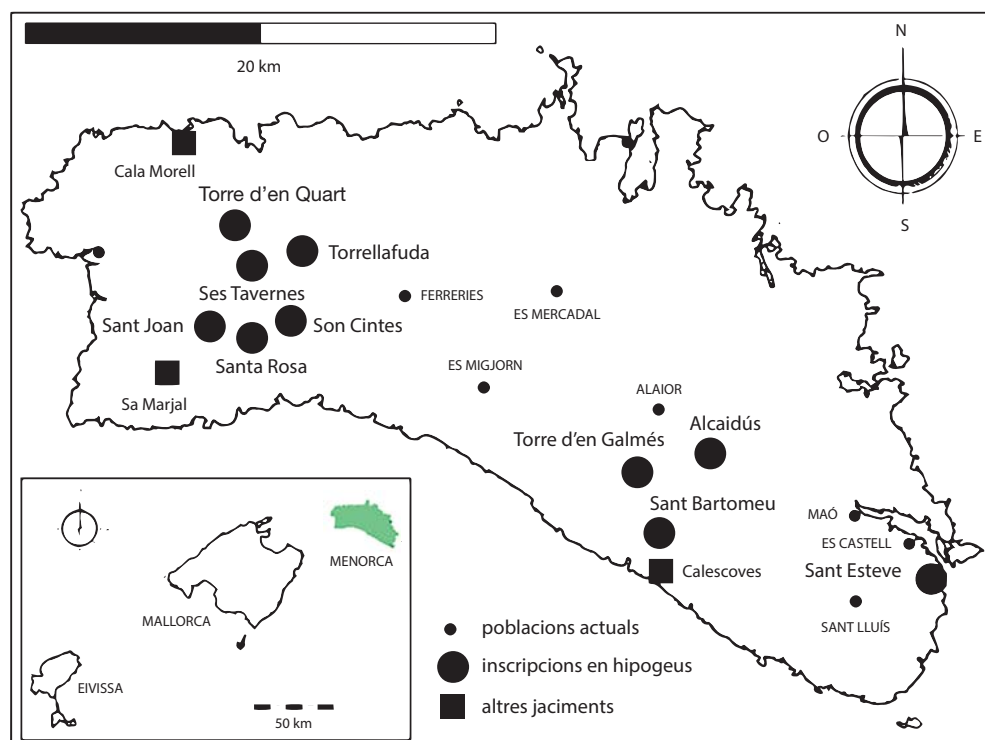 20 km
N
O
E
S
Cala Morell
Torre d'en Quart
Torrellafuda
Ses Tavernes
FERRERIES
ES MERCADAL
Sant Joan
Son Cintes
Santa Rosa
ES MIGJORN
Sa Marjal
ALAIOR
Alcaidús
Torre d'en Galmés
Sant Bartomeu
MAÓ
ES CASTELL
Calescoves
Sant Esteve
SANT LLUÍS
MENORCA
MALLORCA
EIVISSA
50 km
poblacions actuals
inscripcions en hipogeus
altres jaciments